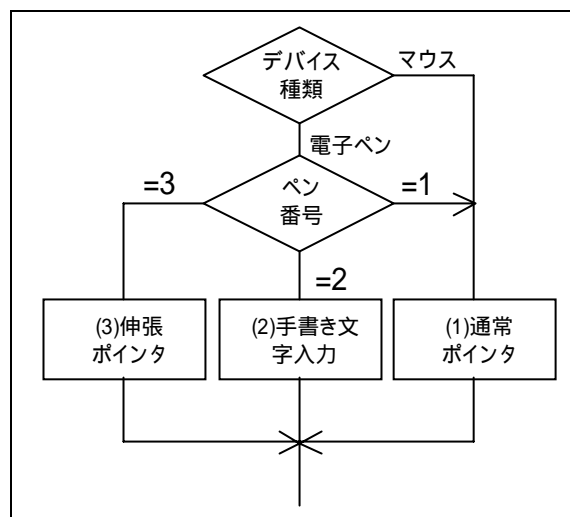 デバイス
種類
マウス
電子ペン
=3
ペン
番号
=1
=2
(3)伸張
ポインタ
(2)手書き文
字入力
(1)通常
ポインタ